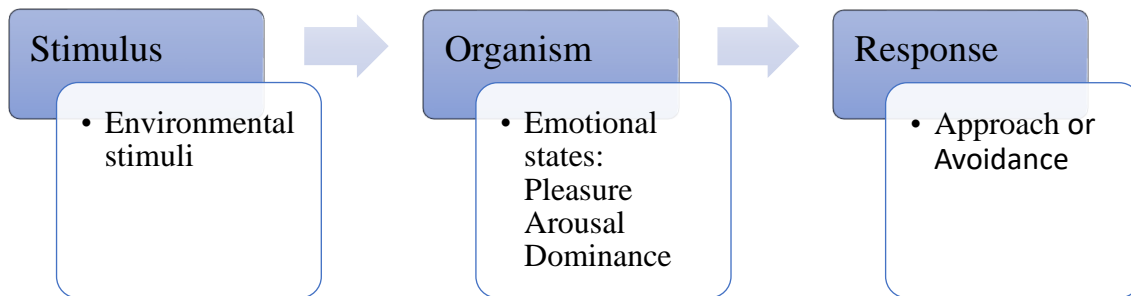 Stimulus
• Environmental
stimuli
Organism
• Emotional
states:
Pleasure
Arousal
Dominance
Response
• Approach or
Avoidance